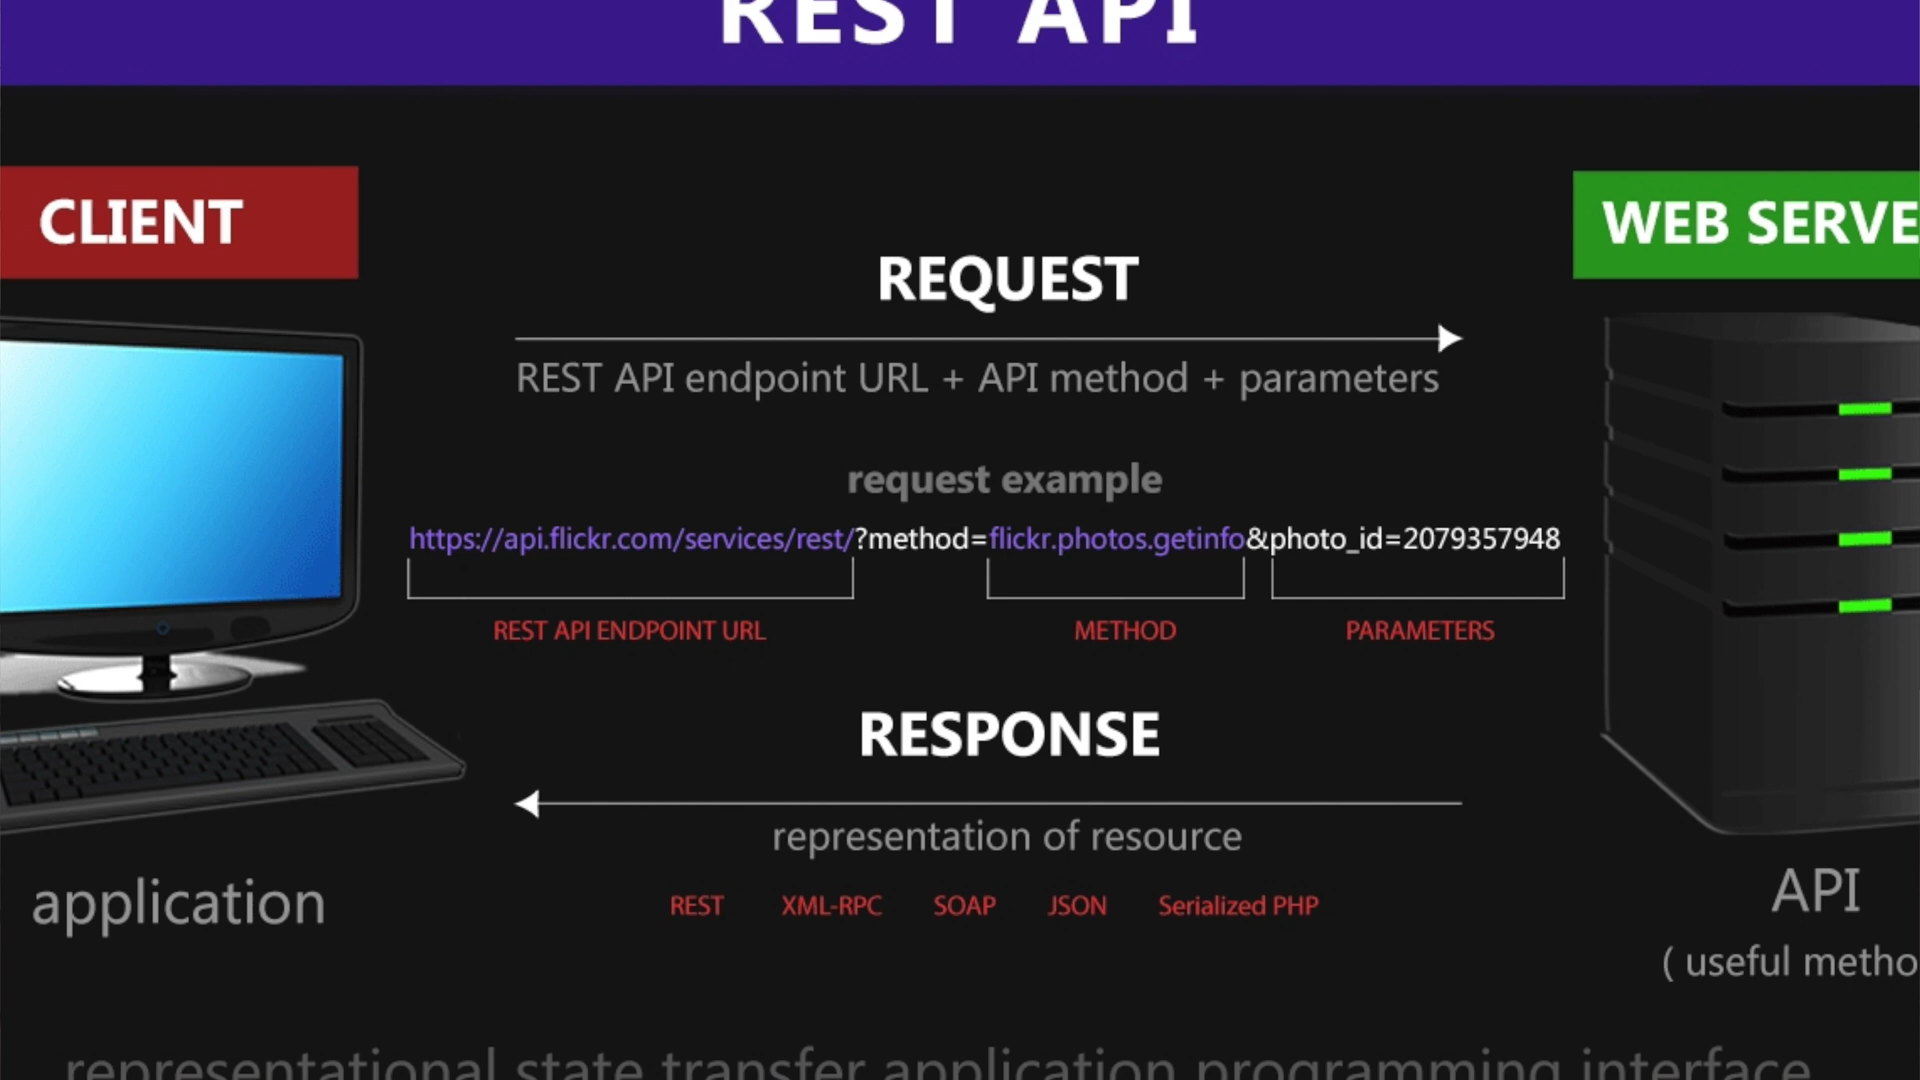 REST API
CLIENT
WEB SERVE
REQUEST
REST API endpoint URL + API method + parameters
request example
https://api.flickr.com/services/rest/?method=flickr.photos.getinfo&photo_id=2079357948
REST API ENDPOINT URL METHOD PARAMETERS
RESPONSE
representation of resource
REST XML-RPC SOAP JSON Serialized PHP
application
API
( useful metho
representational state transfer application programming interface